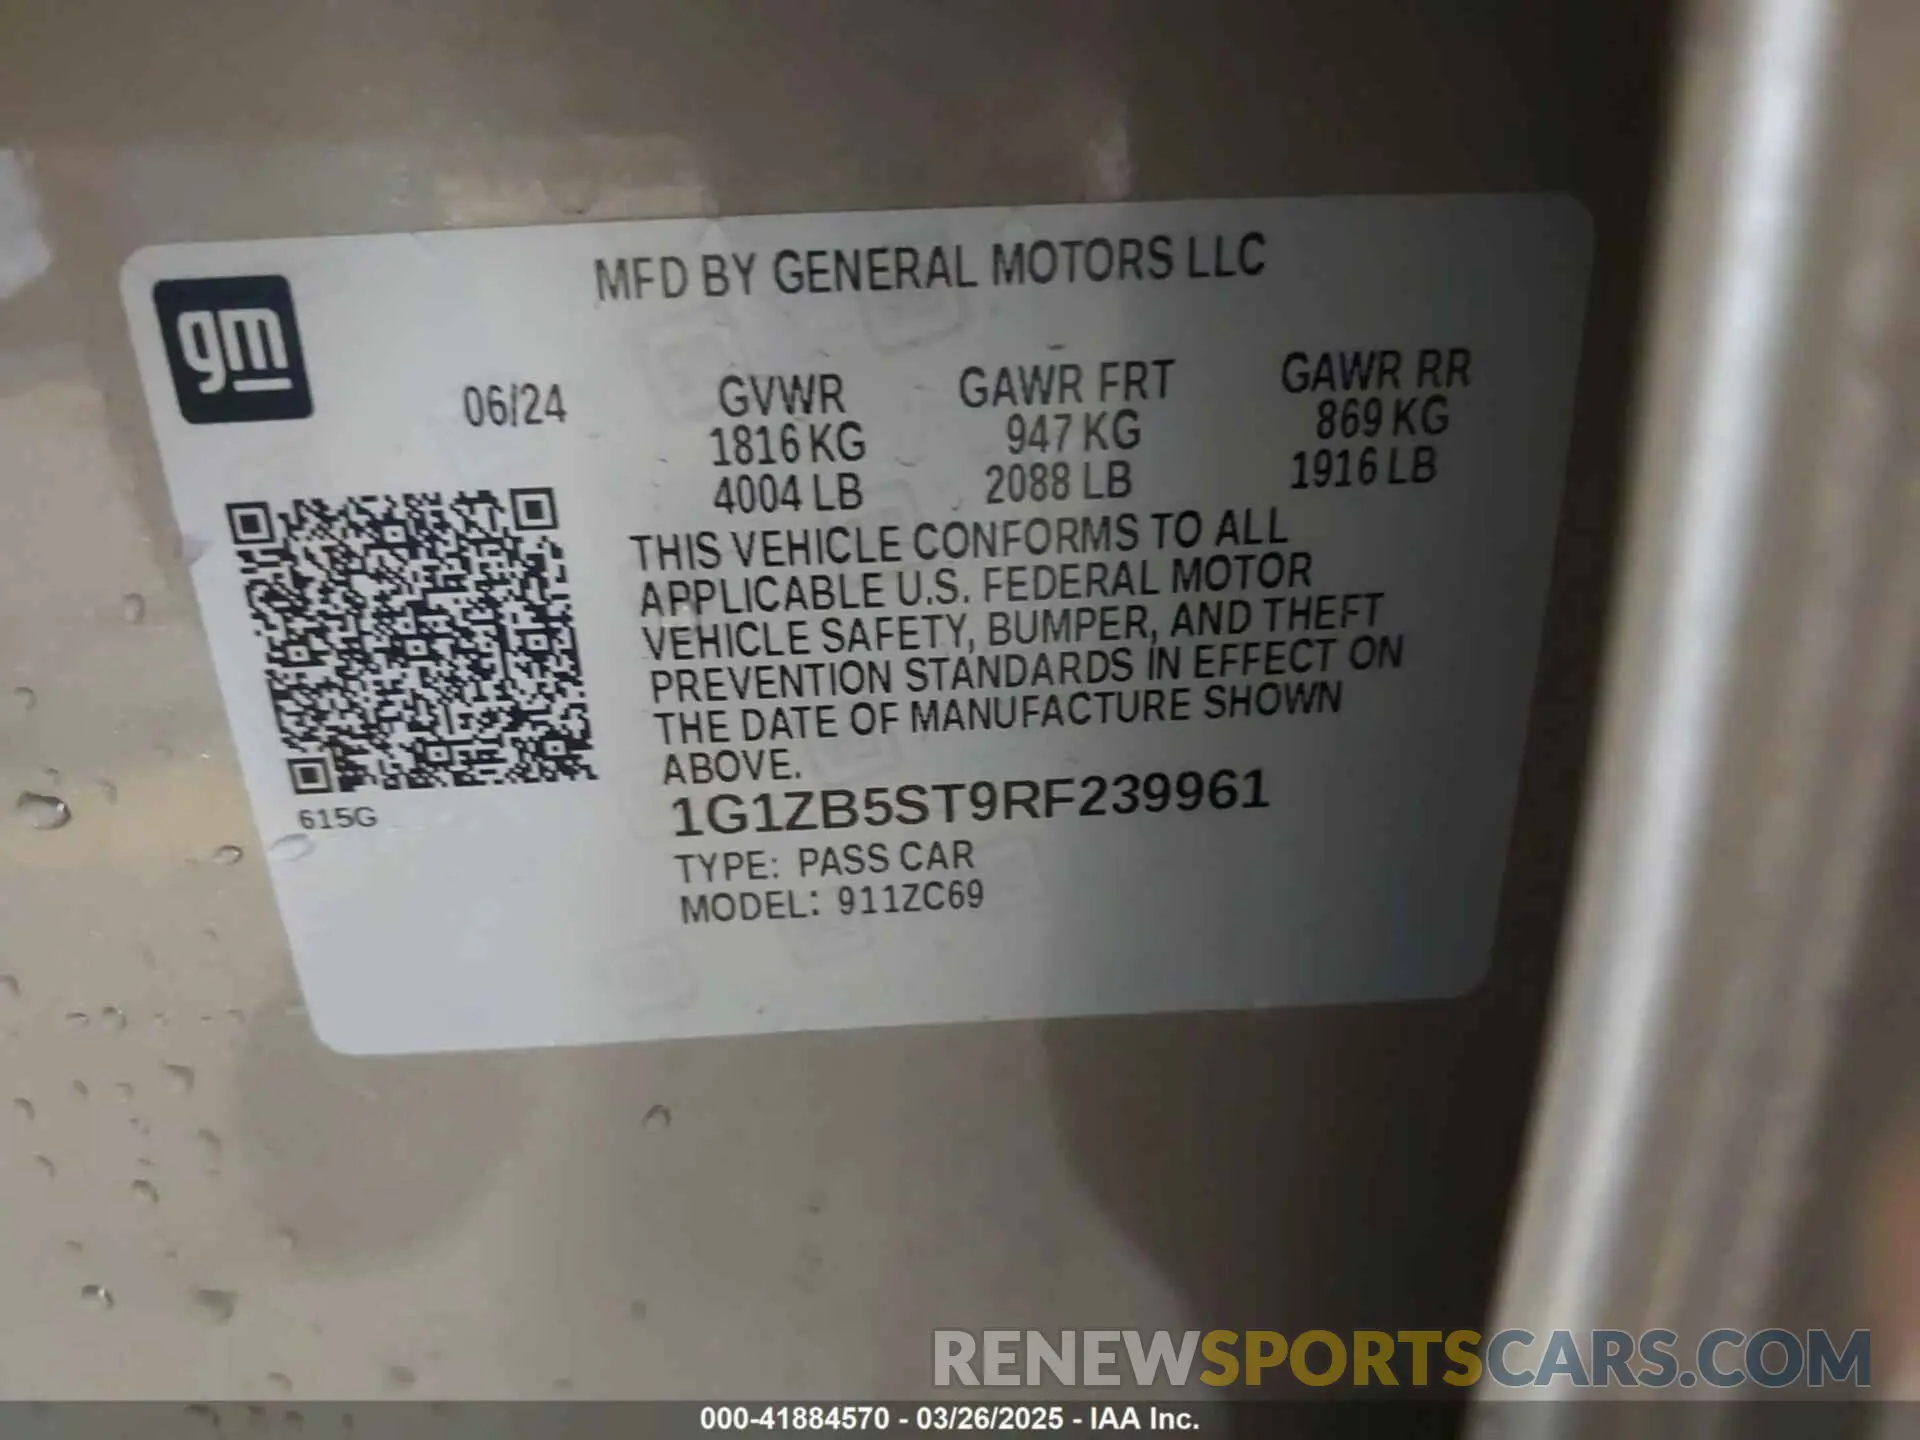 MFD BY GENERAL MOTORS LLC
gm
06/24 GVWR GAWR FRT GAWR RR
1816 KG 947 KG 869 KG
4004 LB 2088 LB 1916 LB
THIS VEHICLE CONFORMS TO ALL
APPLICABLE U.S. FEDERAL MOTOR
VEHICLE SAFETY, BUMPER, AND THEFT
PREVENTION STANDARDS IN EFFECT ON
THE DATE OF MANUFACTURE SHOWN
ABOVE.
615G
1G1ZB5ST9RF239961
TYPE: PASS CAR
MODEL: 911ZC69
RENEWSPORTSCARS.COM
000-41884570 - 03/26/2025 - IAA Inc.